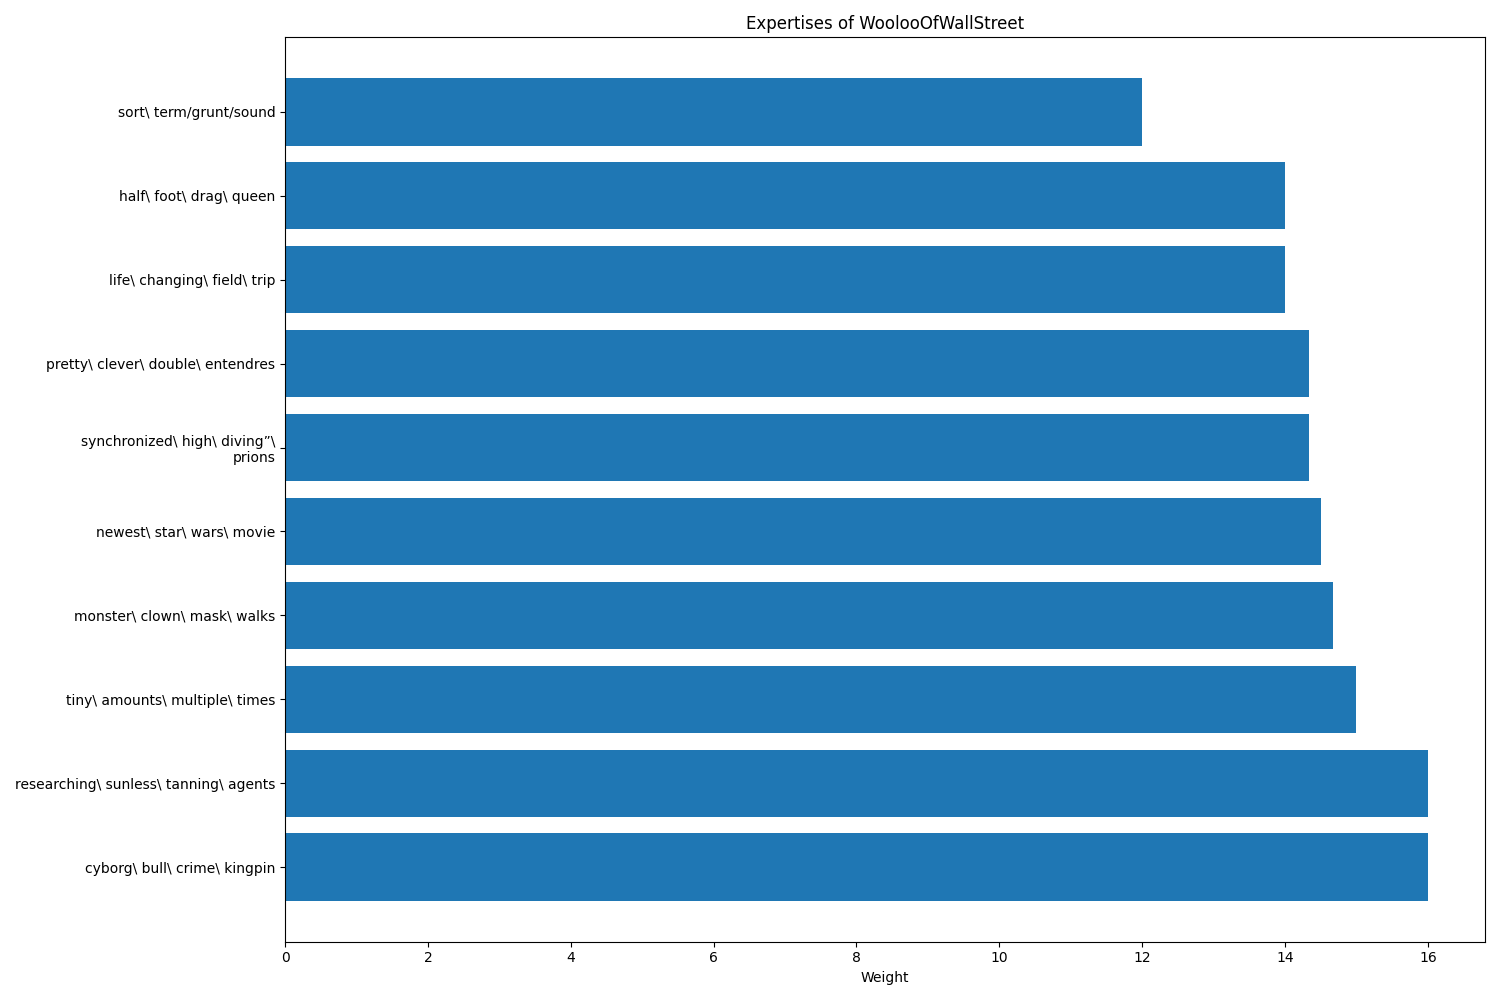 Expertises of WoolooOfWallStreet
sort\ term/grunt/sound
half\ foot\ drag\ queen
life\ changing\ field\ trip
pretty\ clever\ double\ entendres
synchronized\ high\ diving”\
prions
newest\ star\ wars\ movie
monster\ clown\ mask\ walks
tiny\ amounts\ multiple\ times
researching\ sunless\ tanning\ agents
cyborg\ bull\ crime\ kingpin
0 2 4 6 8 10 12 14 16
Weight